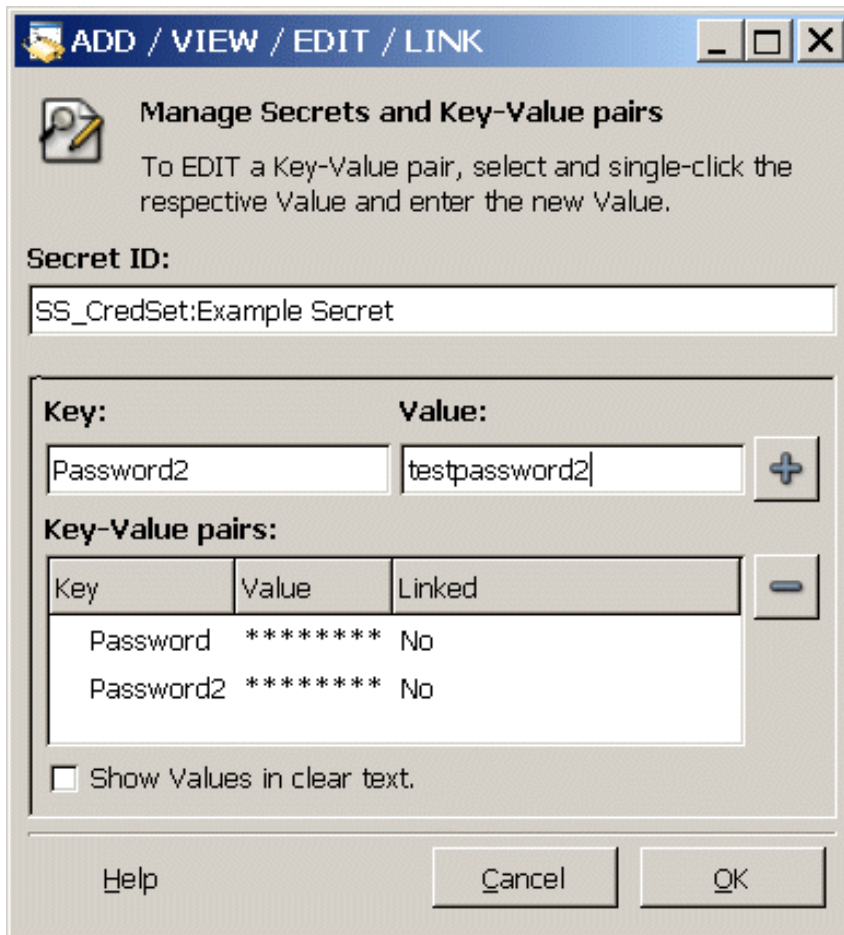 ADD / VIEW / EDIT / LINK
Manage Secrets and Key-Value pairs
To EDIT a Key-Value pair, select and single-click the
respective Value and enter the new Value.
Secret ID:
SS_CredSet:Example Secret
Key: Value:
Password2 testpassword2
Key-Value pairs:
Key Value Linked
Password ******** No
Password2 ******** No
Show Values in clear text.
Help Cancel OK